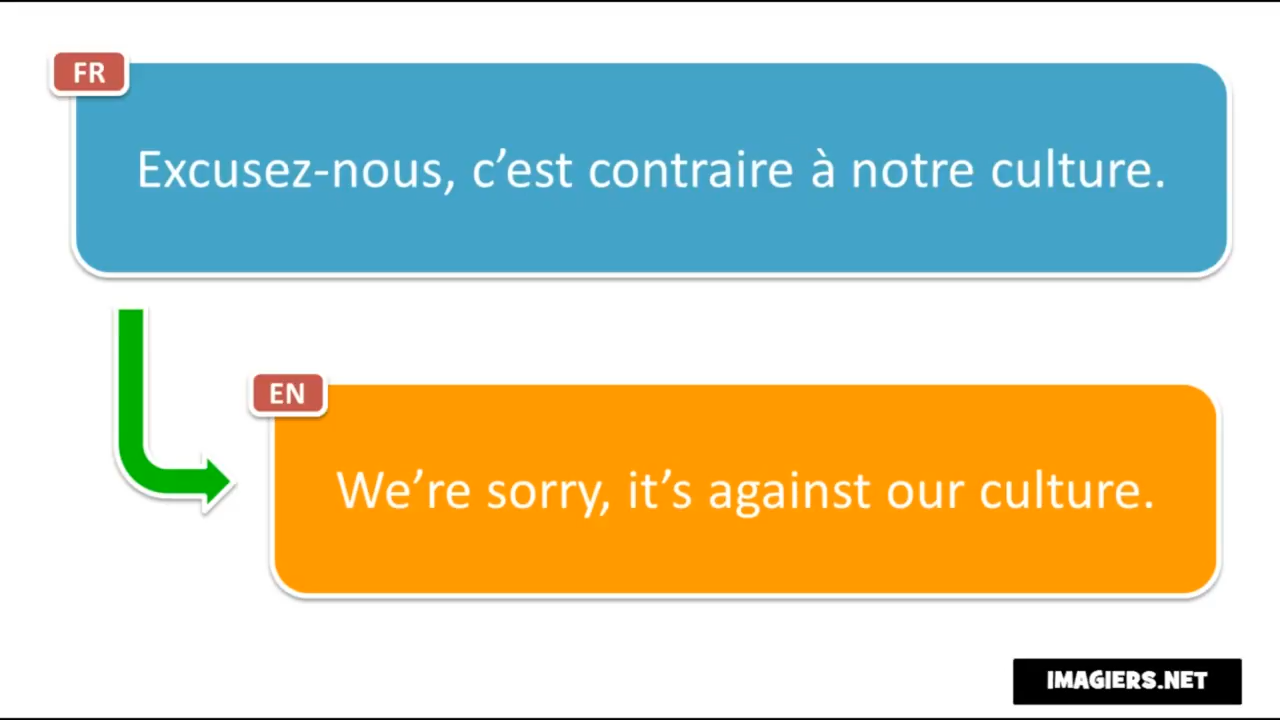 FR
Excusez-nous, c’est contraire à notre culture.
EN
We’re sorry, it’s against our culture.
IMAGIERS.NET